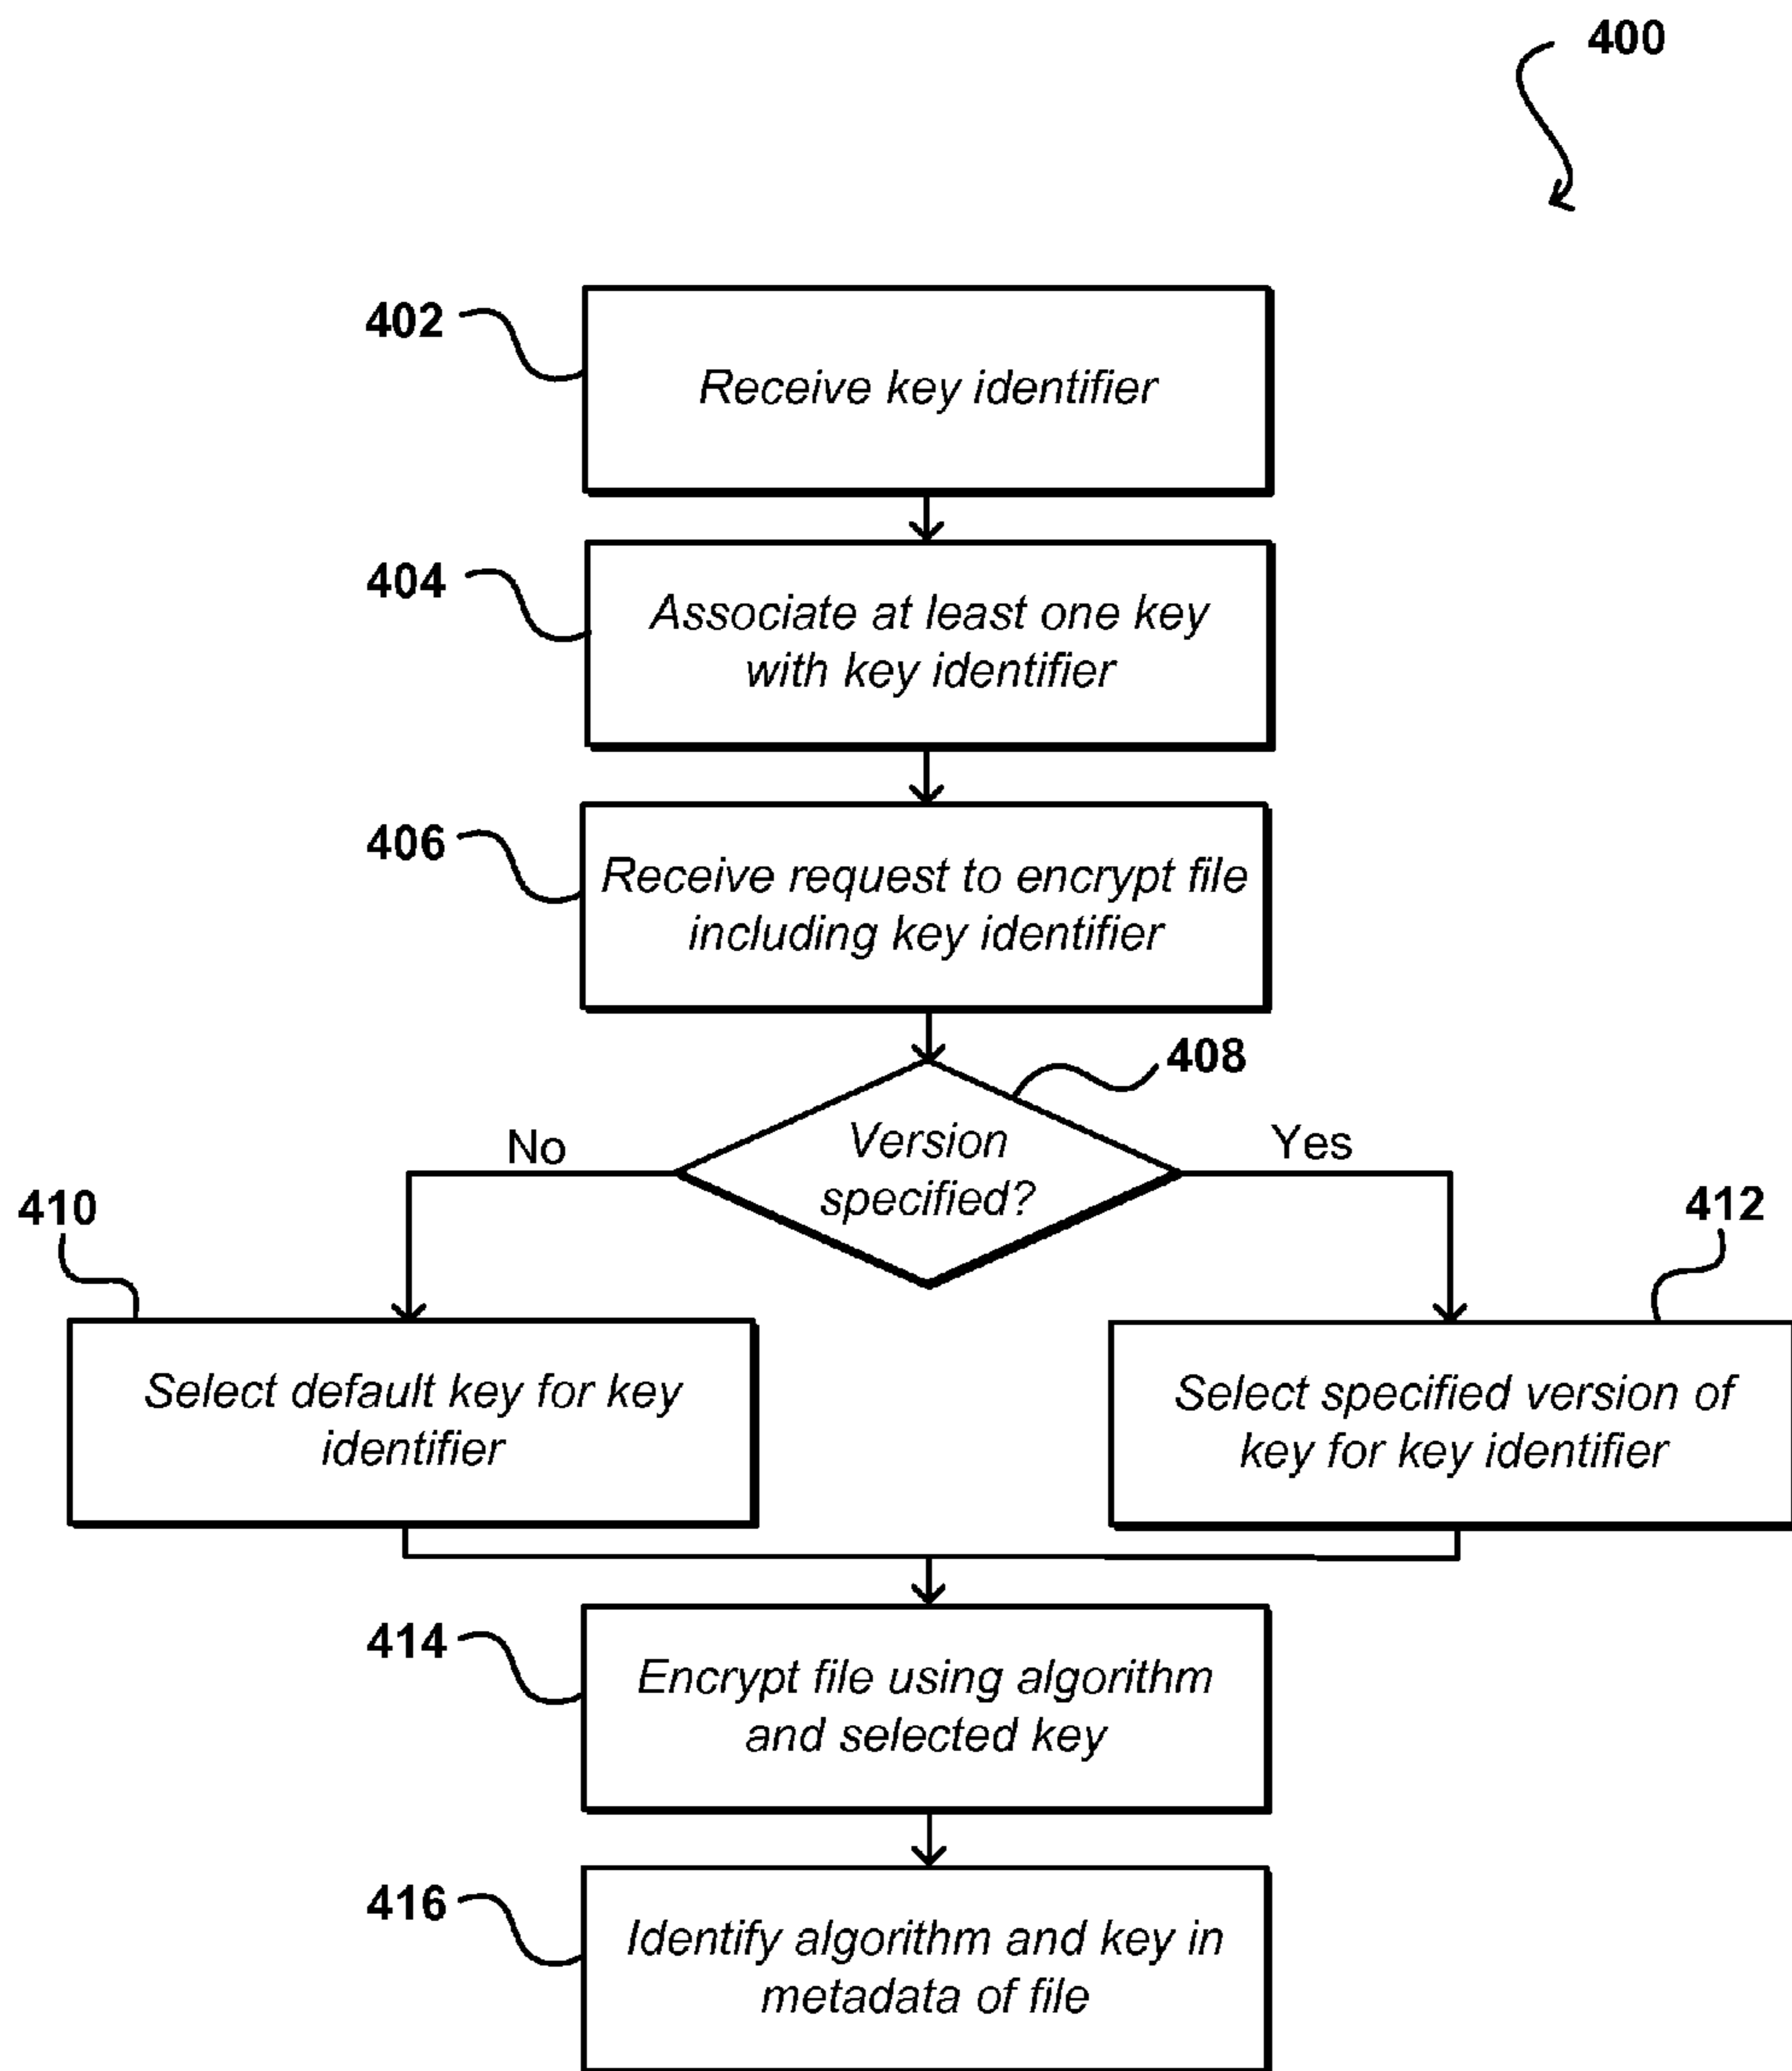 400
402
Receive key identifier
404
Associate at least one key
with key identifier
406
Receive request to encrypt file
including key identifier
408
Version
specified?
No
Yes
410
412
Select default key for key
identifier
Select specified version of
key for key identifier
414
Encrypt file using algorithm
and selected key
416
Identify algorithm and key in
metadata of file